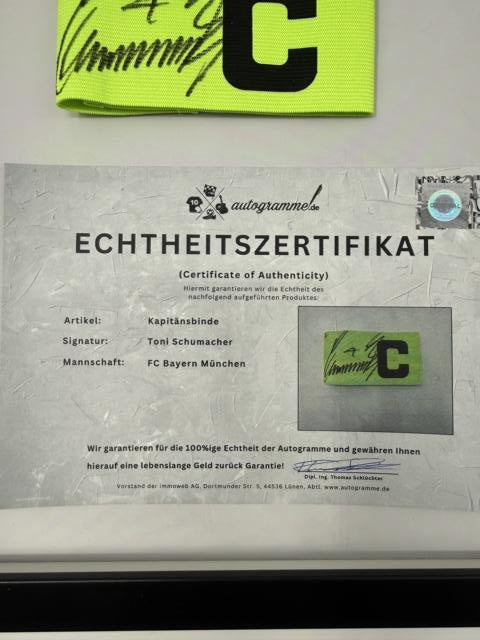 C
10
autogramme.de
ECHTHEITSZERTIFIKAT
(Certificate of Authenticity)
Hiermit garantieren wir die Echtheit des
nachfolgend aufgeführten Produktes:
Artikel: Kapitänsbinde
Signatur: Toni Schumacher
Mannschaft: FC Bayern München
C
Wir garantieren für die 100%ige Echtheit der Autogramme und gewähren Ihnen
hierauf eine lebenslange Geld zurück Garantie!
Dipl. Ing. Thomas Schlüchter
Vorstand der immoweb AG, Dortmunder Str. 5, 44536 Lünen, Abtl. www.autogramme.de